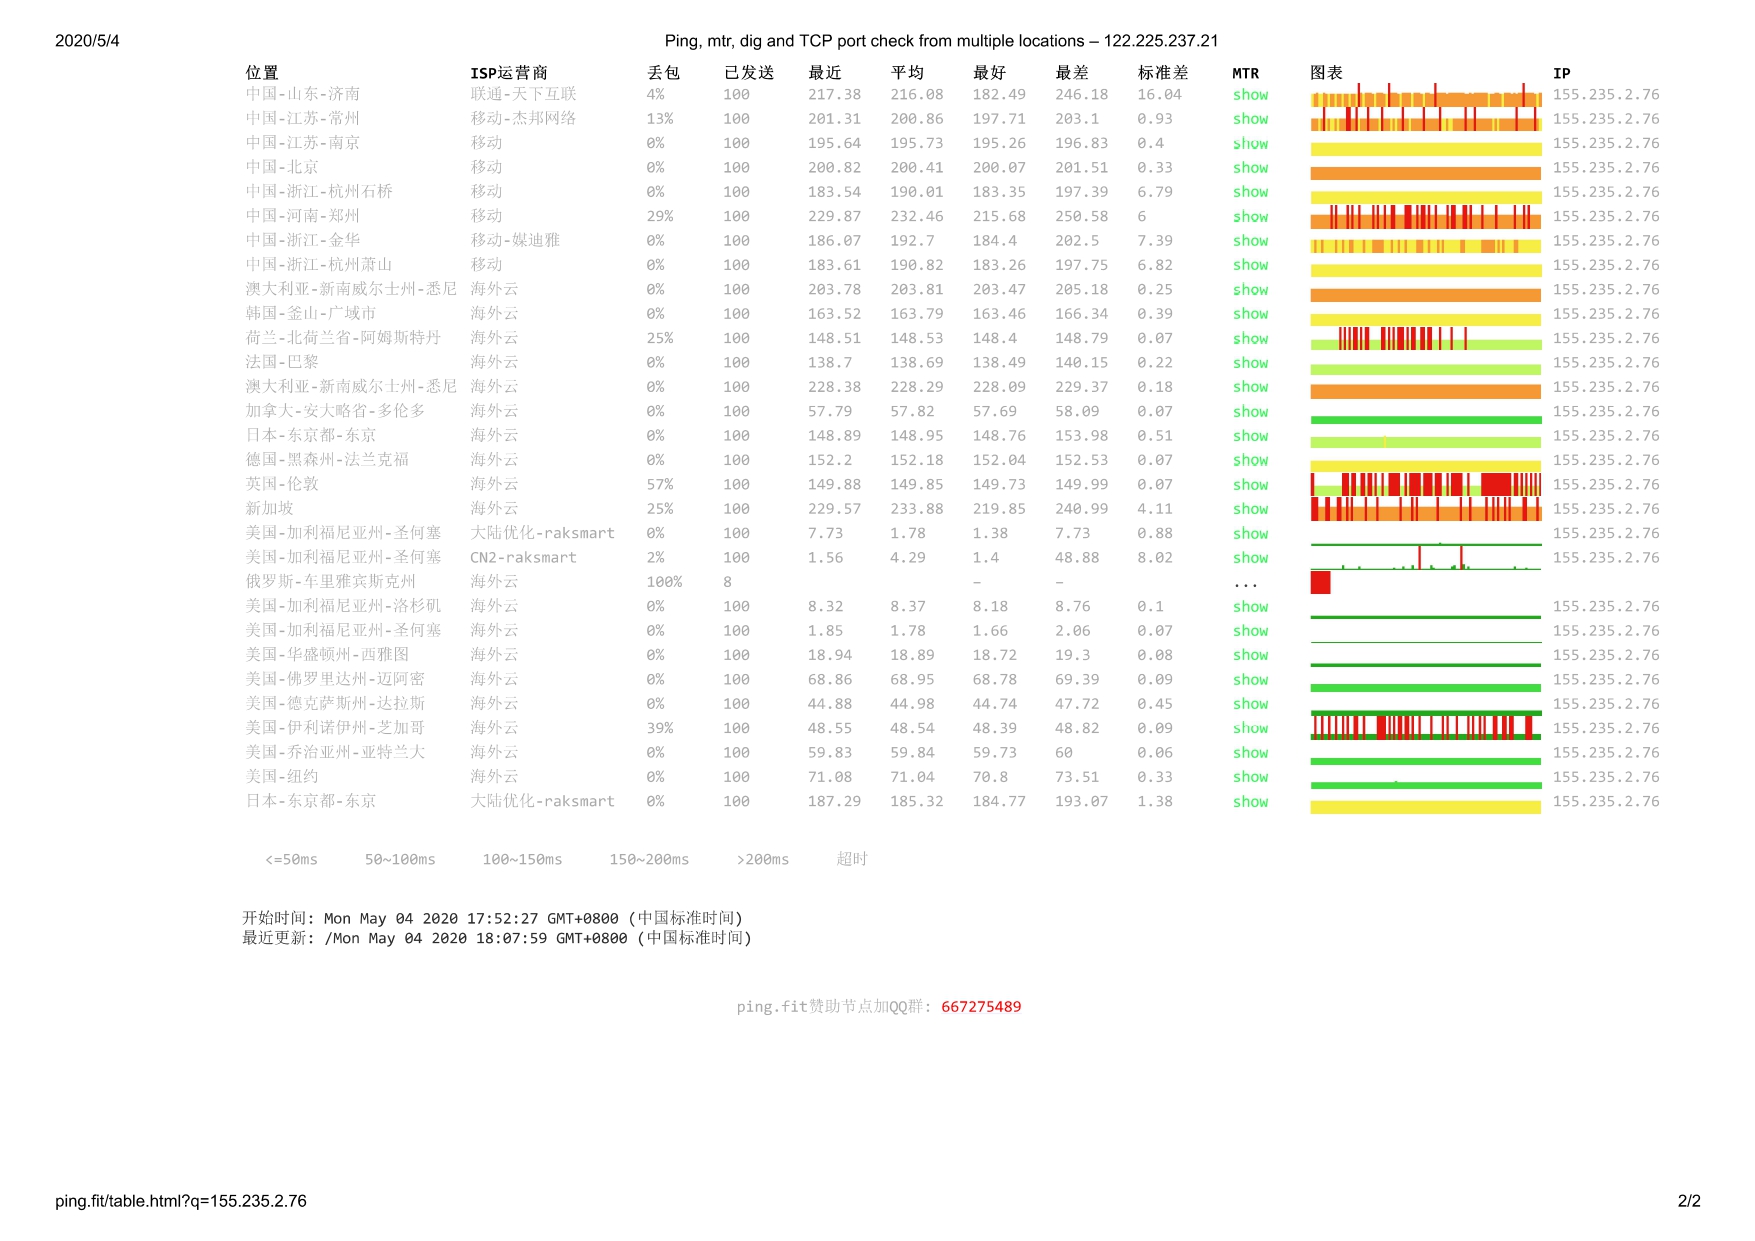 2020/5/4 Ping, mtr, dig and TCP port check from multiple locations – 122.225.237.21
位置 ISP运营商 丢包 已发送 最近 平均 最好 最差 标准差 MTR 图表 IP
中国-山东-济南 联通-天下互联 4% 100 217.38 216.08 182.49 246.18 16.04 show 155.235.2.76
中国-江苏-常州 移动-杰邦网络 13% 100 201.31 200.86 197.71 203.1 0.93 show 155.235.2.76
中国-江苏-南京 移动 0% 100 195.64 195.73 195.26 196.83 0.4 show 155.235.2.76
中国-北京 移动 0% 100 200.82 200.41 200.07 201.51 0.33 show 155.235.2.76
中国-浙江-杭州石桥 移动 0% 100 183.54 190.01 183.35 197.39 6.79 show 155.235.2.76
中国-河南-郑州 移动 29% 100 229.87 232.46 215.68 250.58 6 show 155.235.2.76
中国-浙江-金华 移动-媒迪雅 0% 100 186.07 192.7 184.4 202.5 7.39 show 155.235.2.76
中国-浙江-杭州萧山 移动 0% 100 183.61 190.82 183.26 197.75 6.82 show 155.235.2.76
澳大利亚-新南威尔士州-悉尼 海外云 0% 100 203.78 203.81 203.47 205.18 0.25 show 155.235.2.76
韩国-釜山-广域市 海外云 0% 100 163.52 163.79 163.46 166.34 0.39 show 155.235.2.76
荷兰-北荷兰省-阿姆斯特丹 海外云 25% 100 148.51 148.53 148.4 148.79 0.07 show 155.235.2.76
法国-巴黎 海外云 0% 100 138.7 138.69 138.49 140.15 0.22 show 155.235.2.76
澳大利亚-新南威尔士州-悉尼 海外云 0% 100 228.38 228.29 228.09 229.37 0.18 show 155.235.2.76
加拿大-安大略省-多伦多 海外云 0% 100 57.79 57.82 57.69 58.09 0.07 show 155.235.2.76
日本-东京都-东京 海外云 0% 100 148.89 148.95 148.76 153.98 0.51 show 155.235.2.76
德国-黑森州-法兰克福 海外云 0% 100 152.2 152.18 152.04 152.53 0.07 show 155.235.2.76
英国-伦敦 海外云 57% 100 149.88 149.85 149.73 149.99 0.07 show 155.235.2.76
新加坡 海外云 25% 100 229.57 233.88 219.85 240.99 4.11 show 155.235.2.76
美国-加利福尼亚州-圣何塞 大陆优化-raksmart 0% 100 7.73 1.78 1.38 7.73 0.88 show 155.235.2.76
美国-加利福尼亚州-圣何塞 CN2-raksmart 2% 100 1.56 4.29 1.4 48.88 8.02 show 155.235.2.76
俄罗斯-车里雅宾斯克州 海外云 100% 8 – – ...
美国-加利福尼亚州-洛杉矶 海外云 0% 100 8.32 8.37 8.18 8.76 0.1 show 155.235.2.76
美国-加利福尼亚州-圣何塞 海外云 0% 100 1.85 1.78 1.66 2.06 0.07 show 155.235.2.76
美国-华盛顿州-西雅图 海外云 0% 100 18.94 18.89 18.72 19.3 0.08 show 155.235.2.76
美国-佛罗里达州-迈阿密 海外云 0% 100 68.86 68.95 68.78 69.39 0.09 show 155.235.2.76
美国-德克萨斯州-达拉斯 海外云 0% 100 44.88 44.98 44.74 47.72 0.45 show 155.235.2.76
美国-伊利诺伊州-芝加哥 海外云 39% 100 48.55 48.54 48.39 48.82 0.09 show 155.235.2.76
美国-乔治亚州-亚特兰大 海外云 0% 100 59.83 59.84 59.73 60 0.06 show 155.235.2.76
美国-纽约 海外云 0% 100 71.08 71.04 70.8 73.51 0.33 show 155.235.2.76
日本-东京都-东京 大陆优化-raksmart 0% 100 187.29 185.32 184.77 193.07 1.38 show 155.235.2.76
<=50ms 50~100ms 100~150ms 150~200ms >200ms 超时
开始时间: Mon May 04 2020 17:52:27 GMT+0800 (中国标准时间)
最近更新: /Mon May 04 2020 18:07:59 GMT+0800 (中国标准时间)
ping.fit赞助节点加QQ群: 667275489
ping.fit/table.html?q=155.235.2.76 2/2